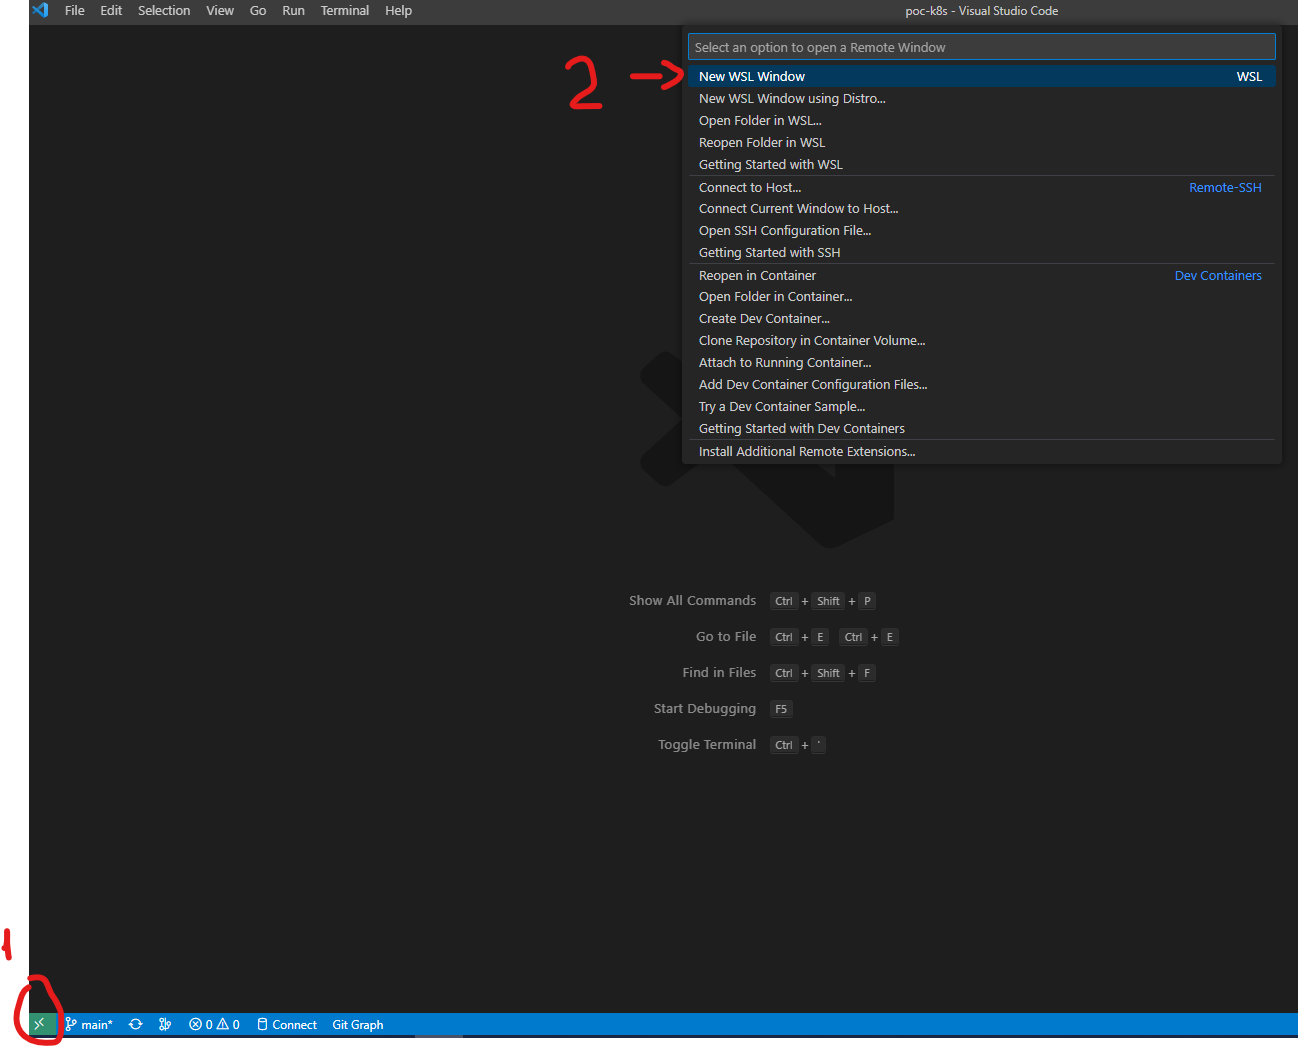 File Edit Selection View Go Run Terminal Help poc-k8s - Visual Studio Code
Select an option to open a Remote Window
2 New WSL Window WSL
New WSL Window using Distro...
Open Folder in WSL...
Reopen Folder in WSL
Getting Started with WSL
Connect to Host... Remote-SSH
Connect Current Window to Host...
Open SSH Configuration File...
Getting Started with SSH
Reopen in Container Dev Containers
Open Folder in Container...
Create Dev Container...
Clone Repository in Container Volume...
Attach to Running Container...
Add Dev Container Configuration Files...
Try a Dev Container Sample...
Getting Started with Dev Containers
Install Additional Remote Extensions...
Show All Commands Ctrl + Shift + P
Go to File Ctrl + E Ctrl + E
Find in Files Ctrl + Shift + F
Start Debugging F5
Toggle Terminal Ctrl + `
1
main* 0 0 Connect Git Graph